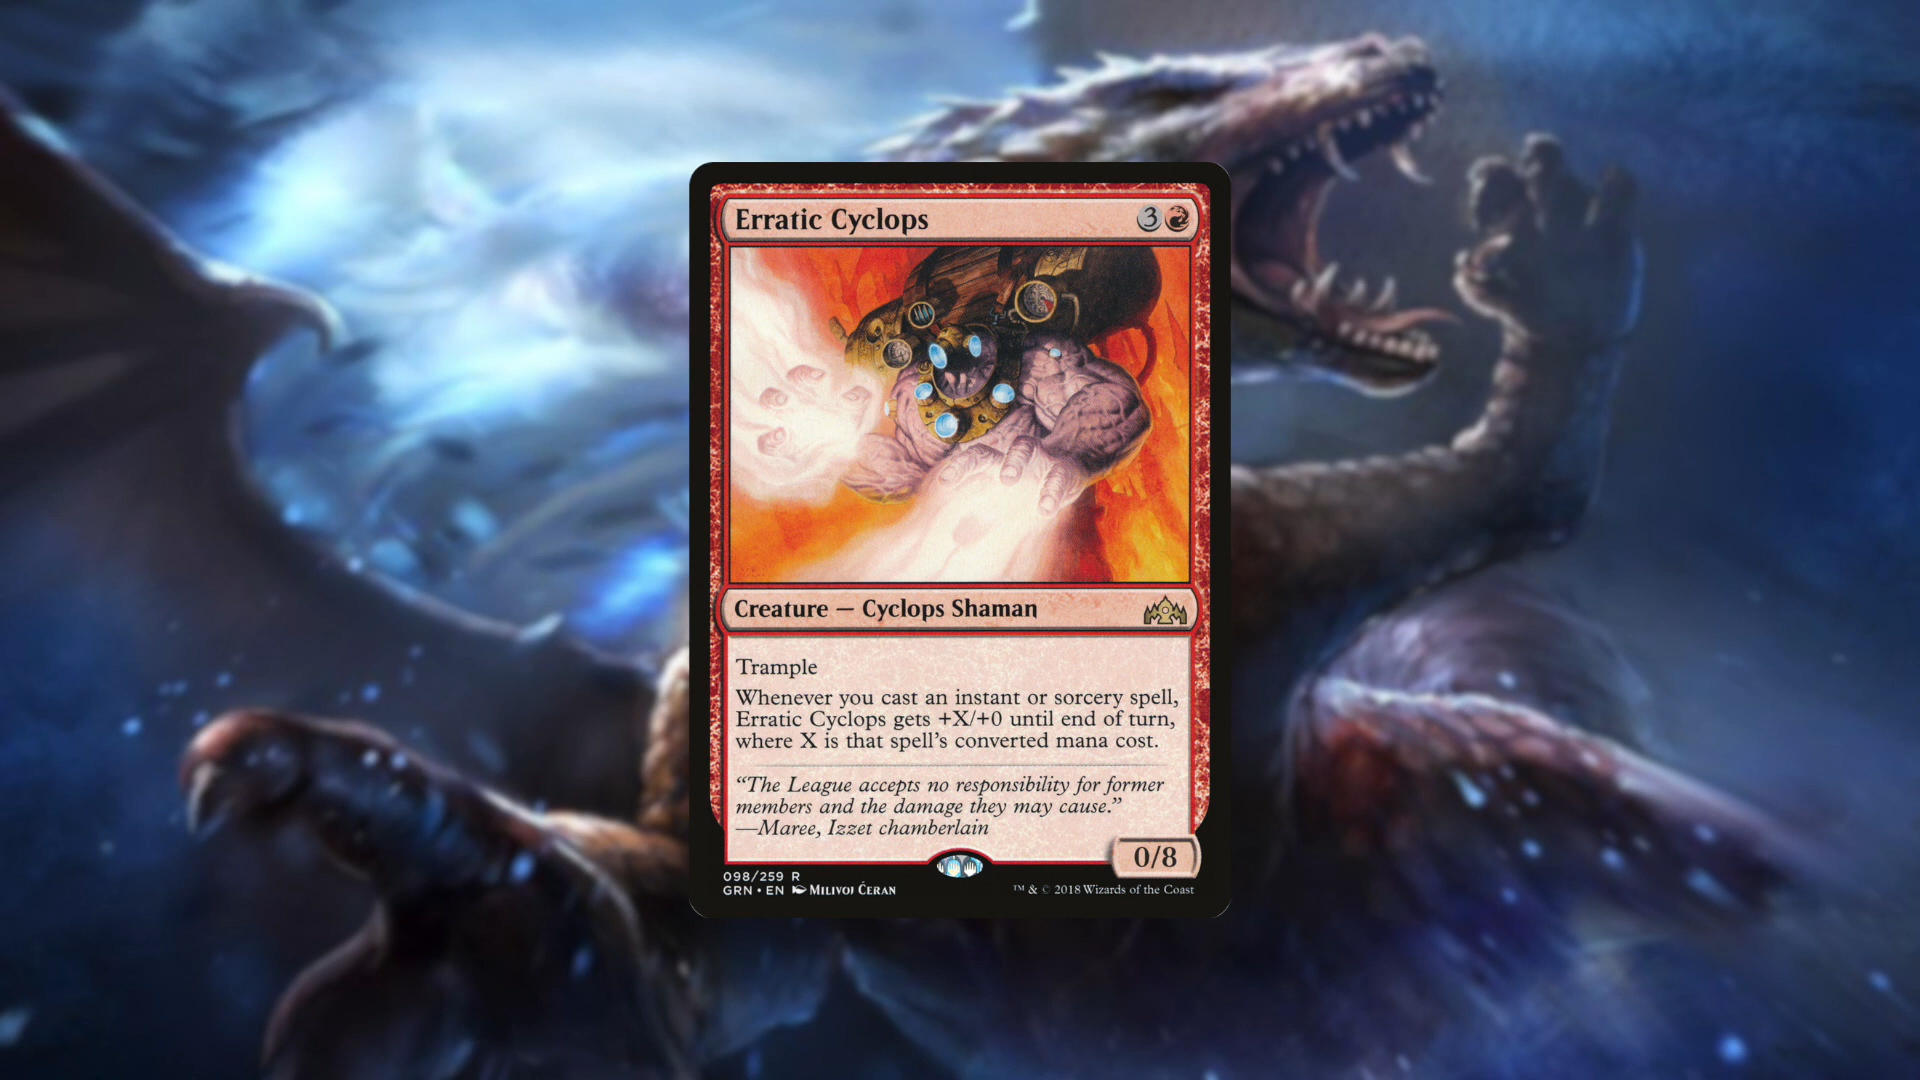 Erratic Cyclops 3
Creature — Cyclops Shaman
Trample
Whenever you cast an instant or sorcery spell,
Erratic Cyclops gets +X/+0 until end of turn,
where X is that spell's converted mana cost.
“The League accepts no responsibility for former
members and the damage they may cause.”
—Maree, Izzet chamberlain
0/8
098/259 R
GRN • EN Milivoj Ćeran
™ & © 2018 Wizards of the Coast